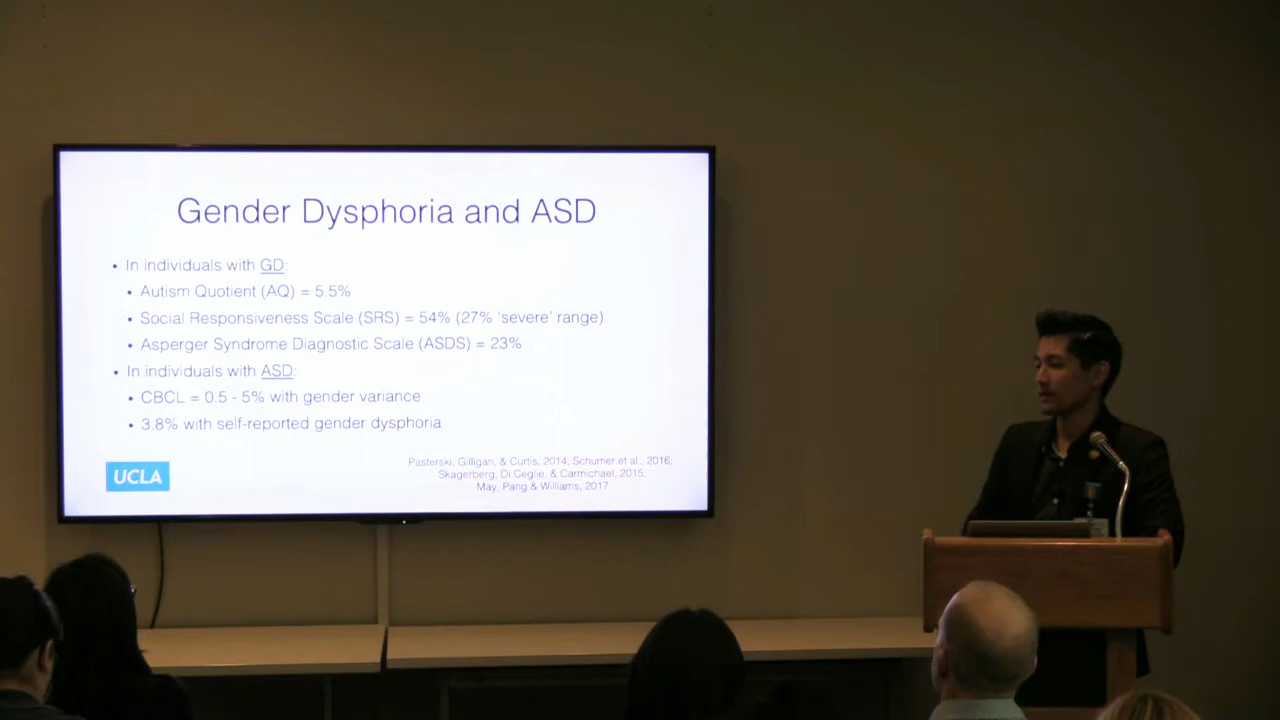 Gender Dysphoria and ASD
• In individuals with GD:
• Autism Quotient (AQ) = 5.5%
• Social Responsiveness Scale (SRS) = 54% (27% 'severe' range)
• Asperger Syndrome Diagnostic Scale (ASDS) = 23%
• In individuals with ASD:
• CBCL = 0.5 - 5% with gender variance
• 3.8% with self-reported gender dysphoria
UCLA
Pasterski, Gilligan, & Curtis, 2014; Schumer et al., 2016;
Skagerberg, Di Ceglie, & Carmichael, 2015;
May, Pang & Williams, 2017